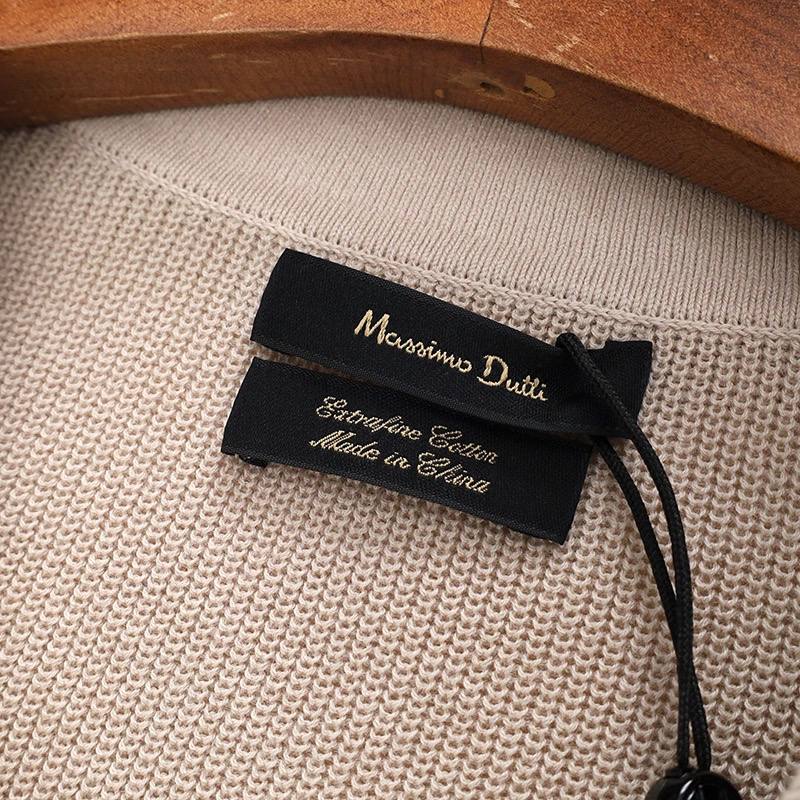 Massimo Dutti
Extrafine Cotton
Made in China